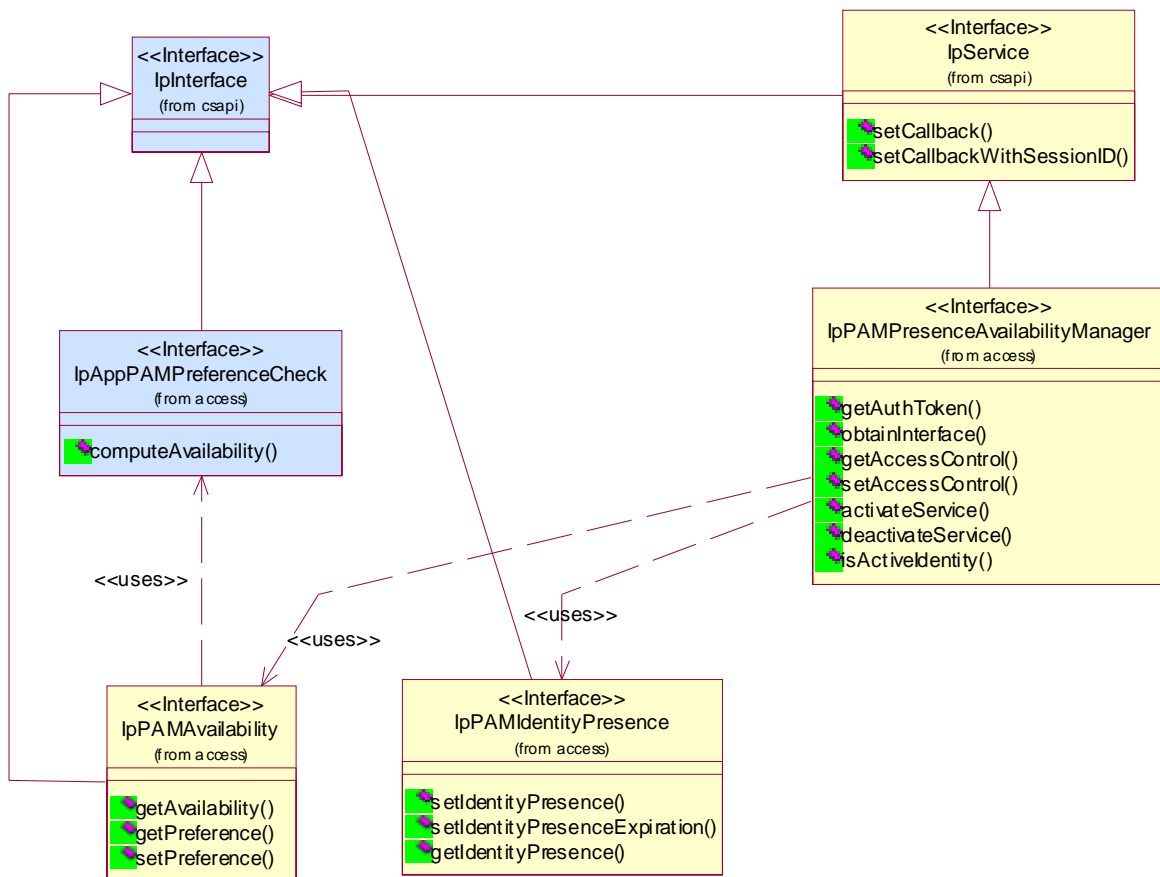 <<Interface>>
IpInterface
(from csapi)
<<Interface>>
IpService
(from csapi)
setCallback()
setCallbackWithSessionID()
<<Interface>>
IpAppPAMPreferenceCheck
(from access)
computeAvailability()
<<Interface>>
IpPAMPresenceAvailabilityManager
(from access)
getAuthToken()
obtainInterface()
getAccessControl()
setAccessControl()
activateService()
deactivateService()
isActiveIdentity()
<<uses>>
<<uses>>
<<uses>>
<<Interface>>
IpPAMAvailability
(from access)
getAvailability()
getPreference()
setPreference()
<<Interface>>
IpPAMIdentityPresence
(from access)
setIdentityPresence()
setIdentityPresenceExpiration()
getIdentityPresence()